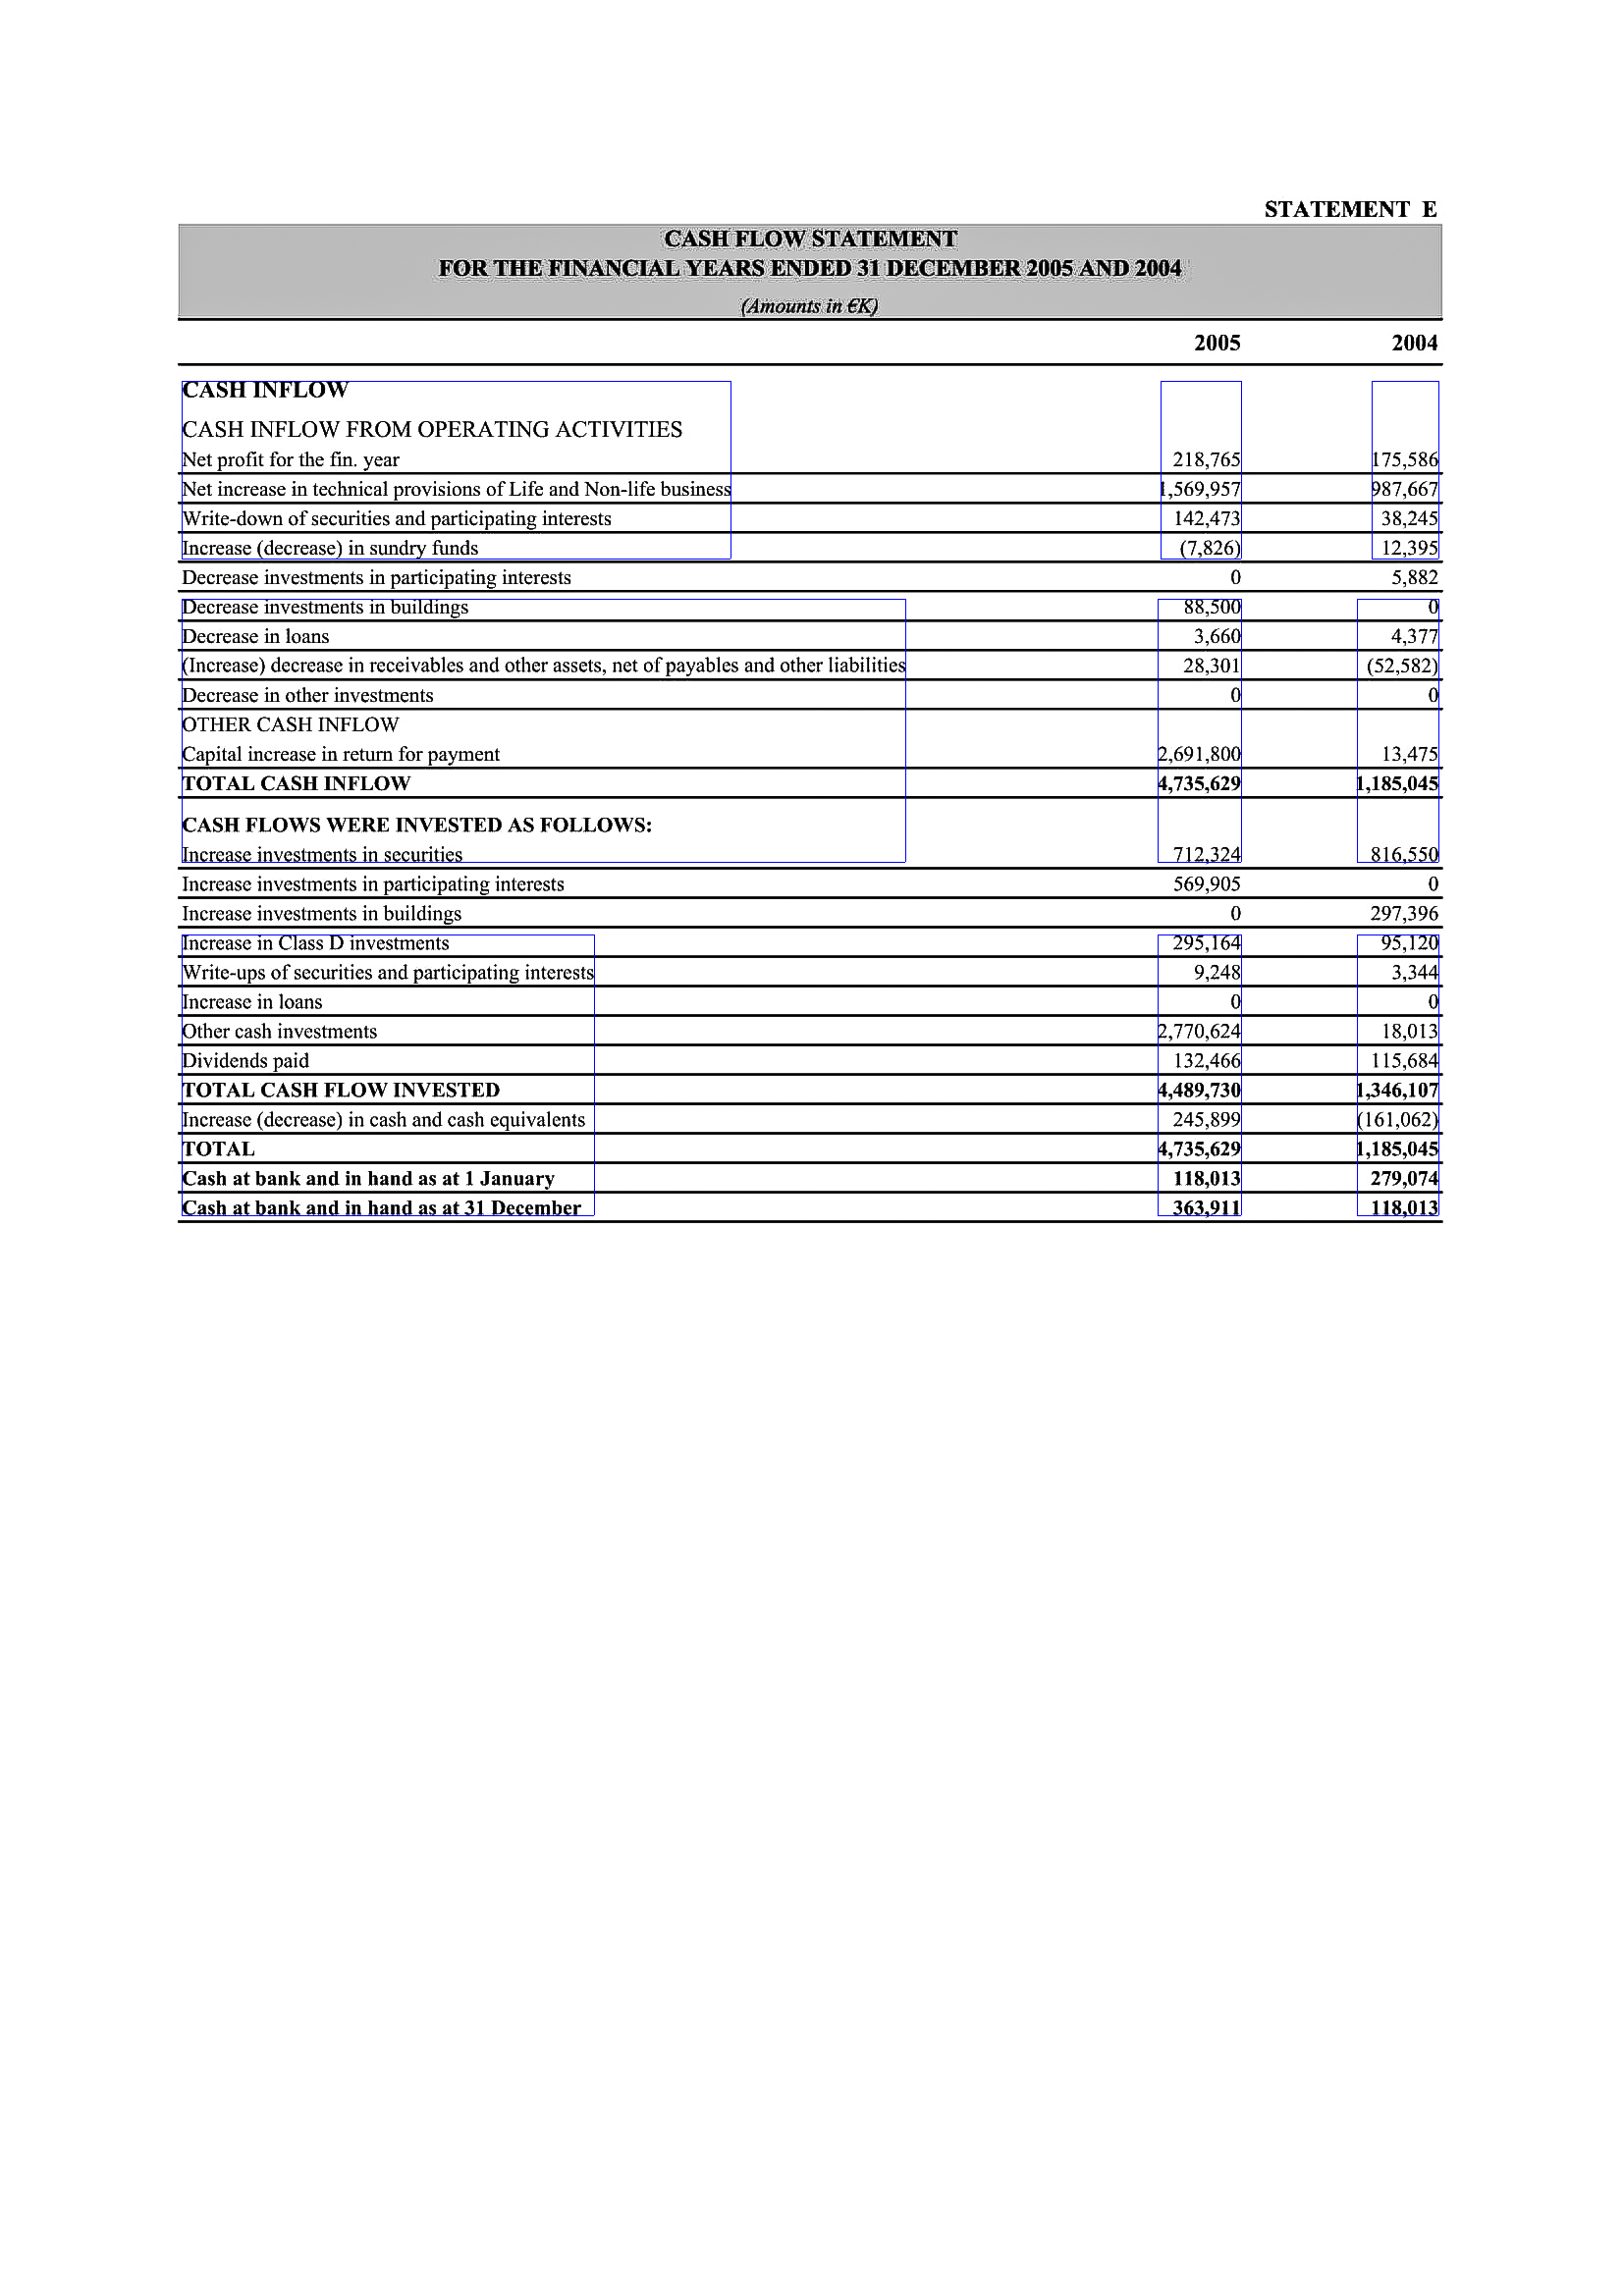 STATEMENT E
CASH FLOW STATEMENT
FOR THE FINANCIAL YEARS ENDED 31 DECEMBER 2005 AND 2004
(Amounts in €K)
2005 2004
CASH INFLOW
CASH INFLOW FROM OPERATING ACTIVITIES
Net profit for the fin. year 218,765 175,586
Net increase in technical provisions of Life and Non-life business 1,569,957 987,667
Write-down of securities and participating interests 142,473 38,245
Increase (decrease) in sundry funds (7,826) 12,395
Decrease investments in participating interests 0 5,882
Decrease investments in buildings 88,500 0
Decrease in loans 3,660 4,377
(Increase) decrease in receivables and other assets, net of payables and other liabilities 28,301 (52,582)
Decrease in other investments 0 0
OTHER CASH INFLOW
Capital increase in return for payment 2,691,800 13,475
TOTAL CASH INFLOW 4,735,629 1,185,045
CASH FLOWS WERE INVESTED AS FOLLOWS:
Increase investments in securities 712,324 816,550
Increase investments in participating interests 569,905 0
Increase investments in buildings 0 297,396
Increase in Class D investments 295,164 95,120
Write-ups of securities and participating interests 9,248 3,344
Increase in loans 0 0
Other cash investments 2,770,624 18,013
Dividends paid 132,466 115,684
TOTAL CASH FLOW INVESTED 4,489,730 1,346,107
Increase (decrease) in cash and cash equivalents 245,899 (161,062)
TOTAL 4,735,629 1,185,045
Cash at bank and in hand as at 1 January 118,013 279,074
Cash at bank and in hand as at 31 December 363,911 118,013